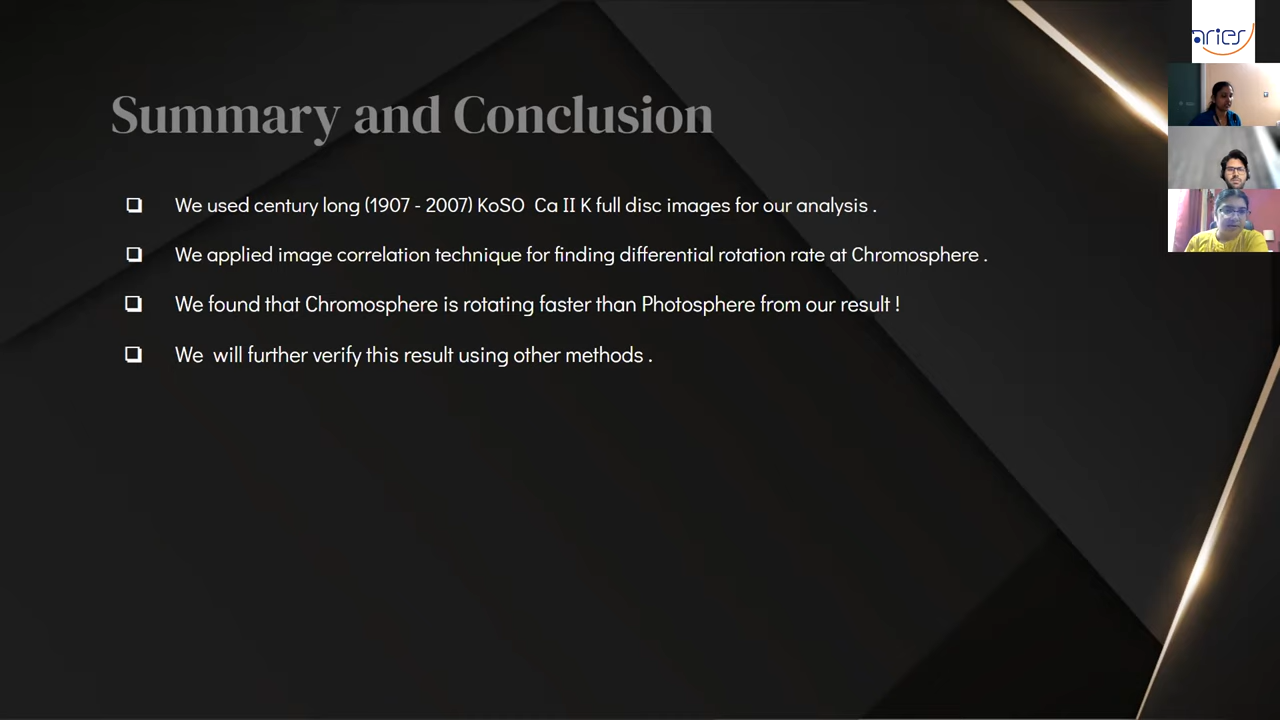 aries
Summary and Conclusion
We used century long (1907 - 2007) KoSO Ca II K full disc images for our analysis .
We applied image correlation technique for finding differential rotation rate at Chromosphere .
We found that Chromosphere is rotating faster than Photosphere from our result !
We will further verify this result using other methods .